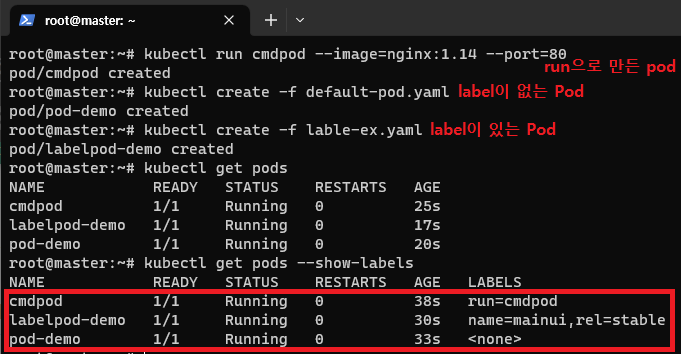 root@master: ~
root@master:~# kubectl run cmdpod --image=nginx:1.14 --port=80
run으로 만든 pod
pod/cmdpod created
root@master:~# kubectl create -f default-pod.yaml label이 없는 Pod
pod/pod-demo created
root@master:~# kubectl create -f lable-ex.yaml label이 있는 Pod
pod/labelpod-demo created
root@master:~# kubectl get pods
NAME READY STATUS RESTARTS AGE
cmdpod 1/1 Running 0 25s
labelpod-demo 1/1 Running 0 17s
pod-demo 1/1 Running 0 20s
root@master:~# kubectl get pods --show-labels
NAME READY STATUS RESTARTS AGE LABELS
cmdpod 1/1 Running 0 38s run=cmdpod
labelpod-demo 1/1 Running 0 30s name=mainui,rel=stable
pod-demo 1/1 Running 0 33s <none>